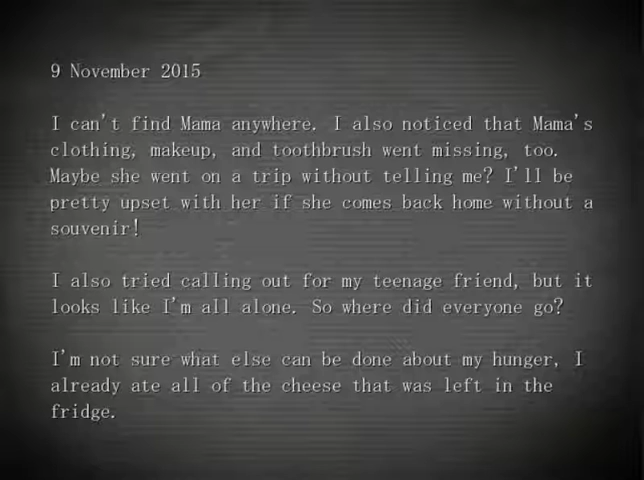 9 November 2015
I can't find Mama anywhere. I also noticed that Mama's
clothing, makeup, and toothbrush went missing, too.
Maybe she went on a trip without telling me? I'll be
pretty upset with her if she comes back home without a
souvenir!
I also tried calling out for my teenage friend, but it
looks like I'm all alone. So where did everyone go?
I'm not sure what else can be done about my hunger, I
already ate all of the cheese that was left in the
fridge.